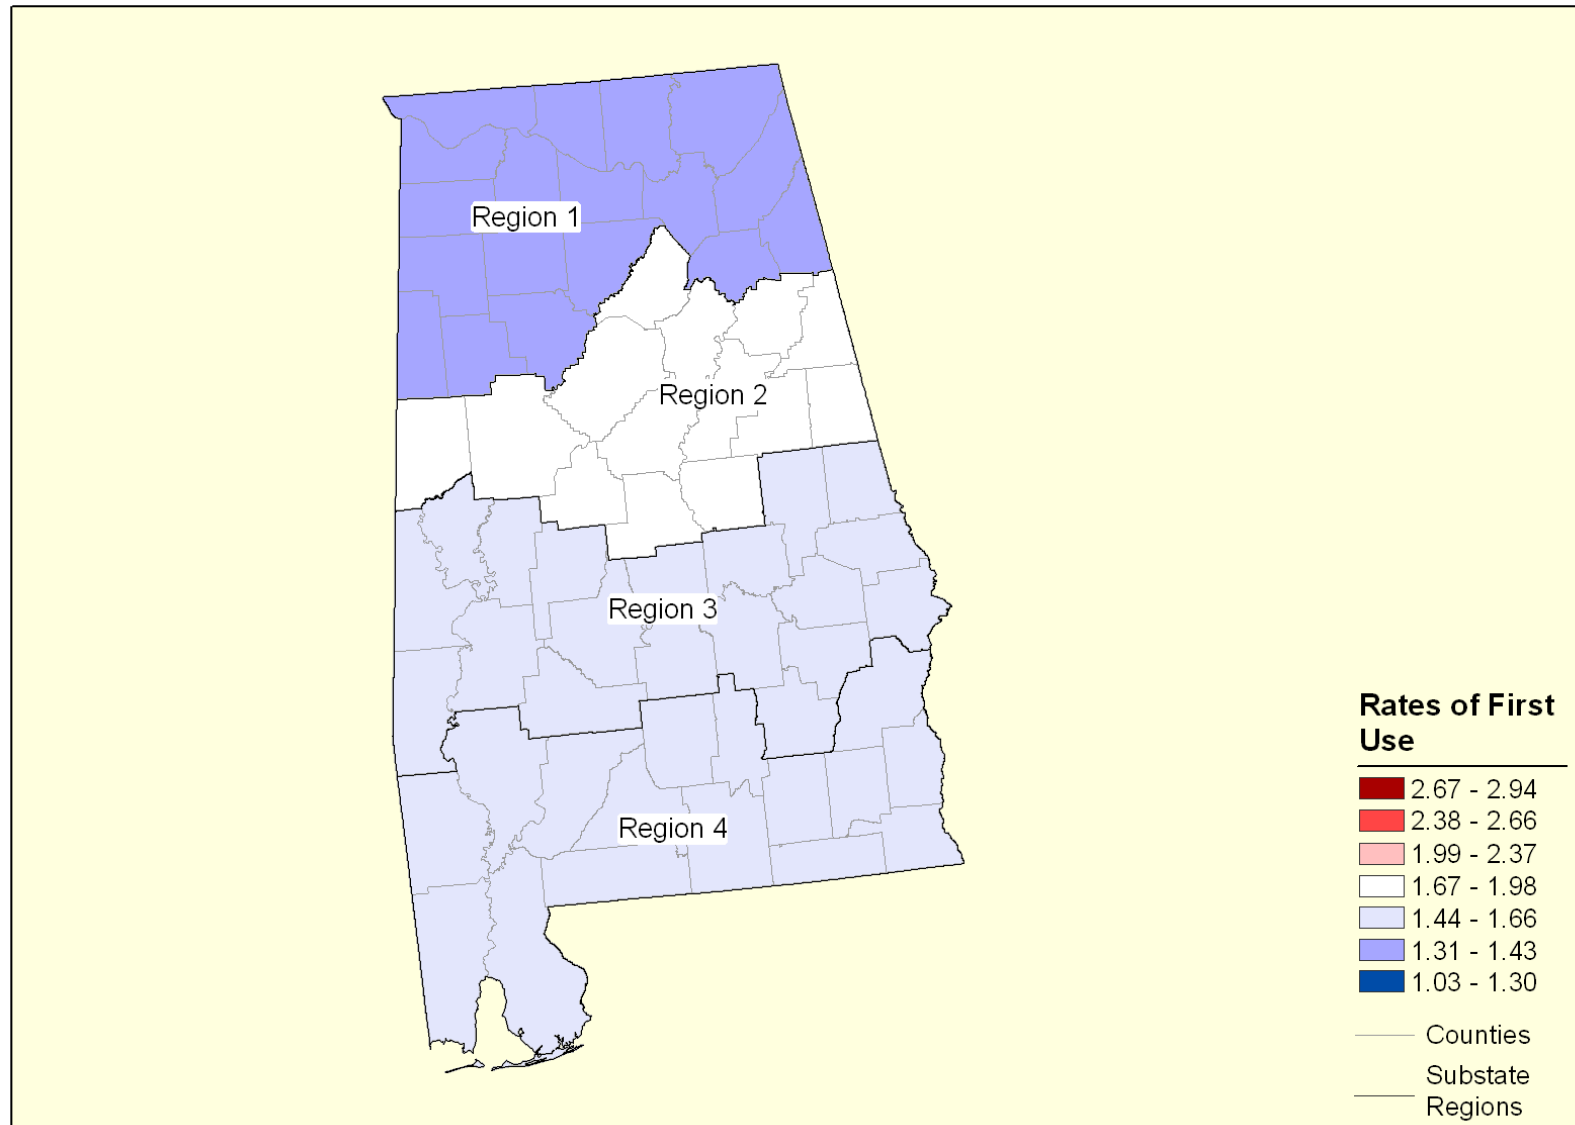 Region 1
Region 2
Region 3
Region 4
Rates of First
Use
2.67 - 2.94
2.38 - 2.66
1.99 - 2.37
1.67 - 1.98
1.44 - 1.66
1.31 - 1.43
1.03 - 1.30
Counties
Substate
Regions